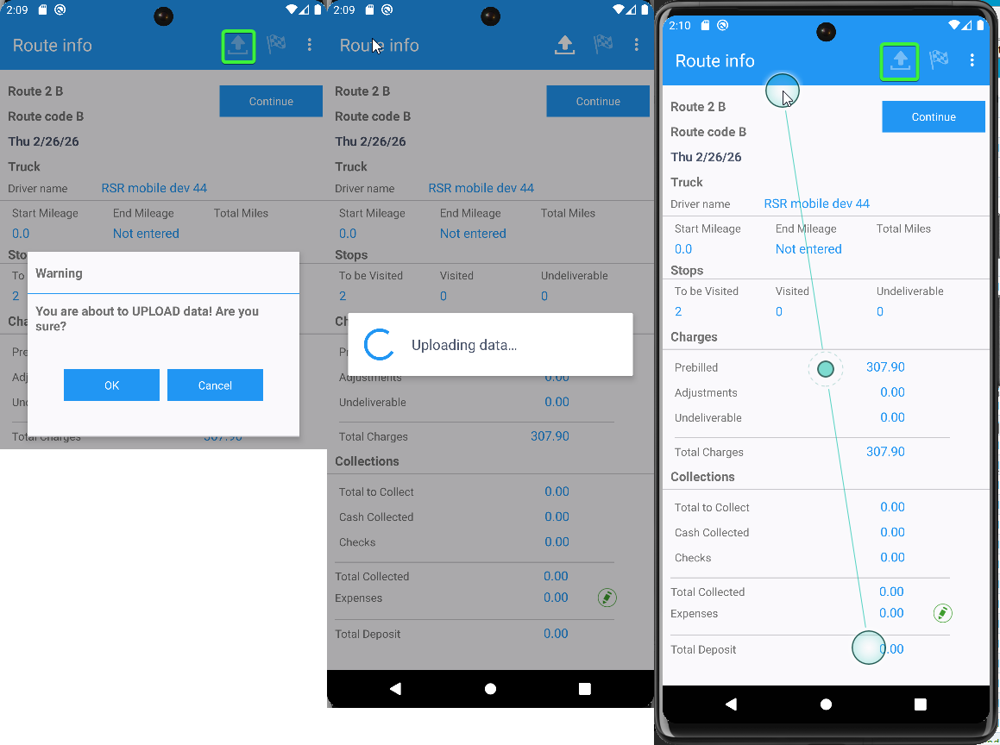 2:09
Route info
Route 2 B
Continue
Route code B
Thu 2/26/26
Truck
Driver name RSR mobile dev 44
Start Mileage End Mileage Total Miles
0.0 Not entered
Sto
To
2
Cha
Pre
Adj
Und
Total Charges 307.90
Warning
You are about to UPLOAD data! Are you
sure?
OK Cancel
2:09
Route info
Route 2 B
Continue
Route code B
Thu 2/26/26
Truck
Driver name RSR mobile dev 44
Start Mileage End Mileage Total Miles
0.0 Not entered
Stops
To be Visited Visited Undeliverable
2 0 0
Ch
Uploading data...
Pr
Adjustments 0.00
Undeliverable 0.00
Total Charges 307.90
Collections
Total to Collect 0.00
Cash Collected 0.00
Checks 0.00
Total Collected 0.00
Expenses 0.00
Total Deposit 0.00
2:10
Route info
Route 2 B
Continue
Route code B
Thu 2/26/26
Truck
Driver name RSR mobile dev 44
Start Mileage End Mileage Total Miles
0.0 Not entered
Stops
To be Visited Visited Undeliverable
2 0 0
Charges
Prebilled 307.90
Adjustments 0.00
Undeliverable 0.00
Total Charges 307.90
Collections
Total to Collect 0.00
Cash Collected 0.00
Checks 0.00
Total Collected 0.00
Expenses 0.00
Total Deposit 0.00